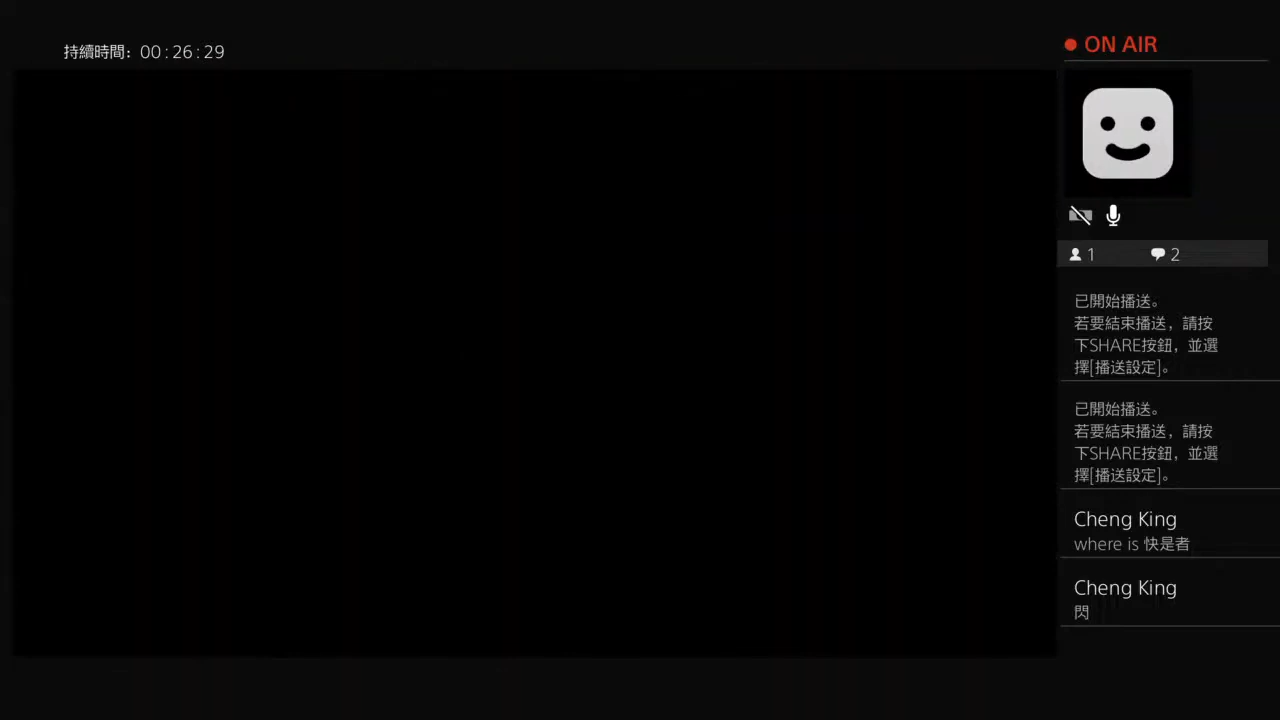 持續時間：00:26:29
ON AIR
1
2
已開始播送。
若要結束播送，請按
下SHARE按鈕，並選
擇[播送設定]。
已開始播送。
若要結束播送，請按
下SHARE按鈕，並選
擇[播送設定]。
Cheng King
where is 快是者
Cheng King
閃